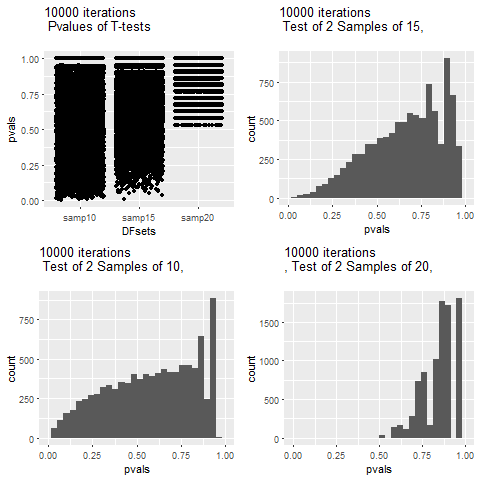 10000 iterations
Pvalues of T-tests
1.00
0.75
0.50
0.25
0.00
pvals
samp10 samp15 samp20
DFsets
10000 iterations
Test of 2 Samples of 15,
750
500
250
0
count
0.00 0.25 0.50 0.75 1.00
pvals
10000 iterations
Test of 2 Samples of 10,
750
500
250
0
count
0.00 0.25 0.50 0.75 1.00
pvals
10000 iterations
, Test of 2 Samples of 20,
1500
1000
500
0
count
0.00 0.25 0.50 0.75 1.00
pvals